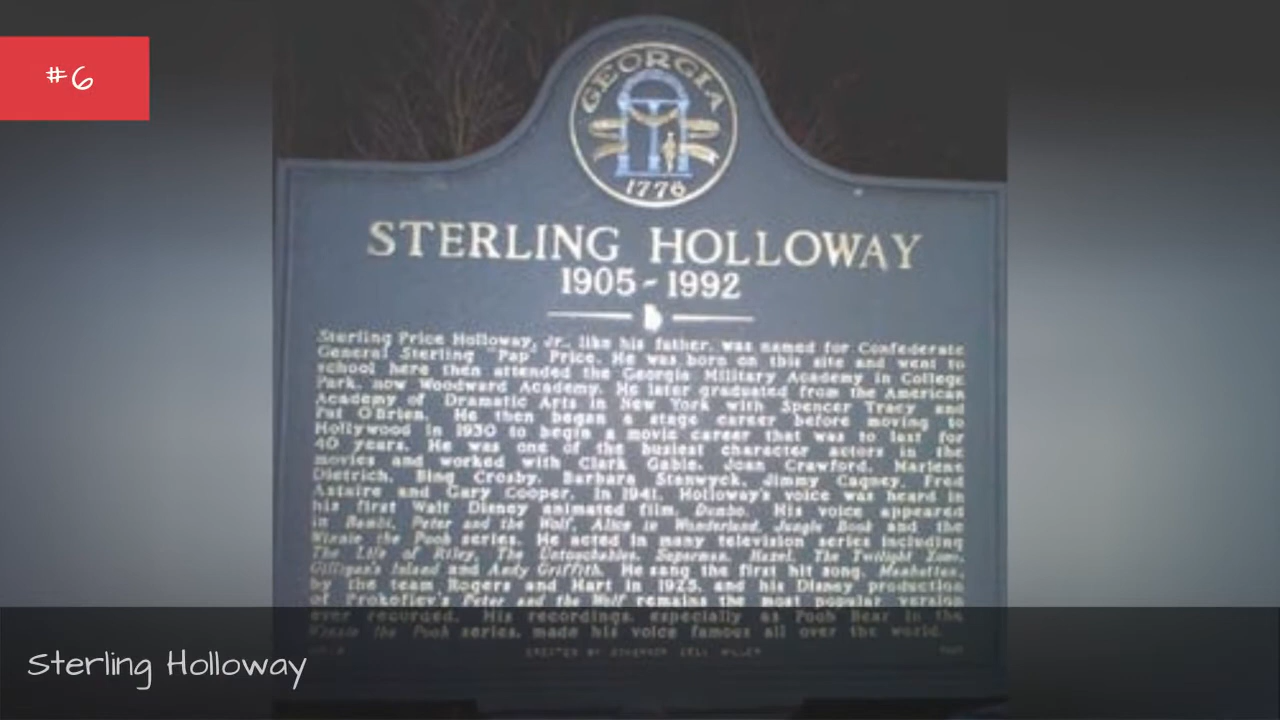 #6
GEORGIA
1776
STERLING HOLLOWAY
1905-1992
Sterling Price Holloway, Jr., like his father, was named for Confederate
General Sterling "Pap" Price. He was born on this site and went to
school here then attended the Georgia Military Academy in College
Park, now Woodward Academy. He later graduated from the American
Academy of Dramatic Arts in New York with Spencer Tracy and
Pat O'Brien. He then began a stage career before moving to
Hollywood in 1930 to begin a movie career that was to last for
40 years. He was one of the busiest character actors in the
movies and worked with Clark Gable, Joan Crawford, Marlene
Dietrich, Bing Crosby, Barbara Stanwyck, Jimmy Cagney, Fred
Astaire and Gary Cooper. In 1941, Holloway's voice was heard in
his first Walt Disney animated film, Dumbo. His voice appeared
in Bambi, Peter and the Wolf, Alice in Wonderland, Jungle Book and the
Winnie the Pooh series. He acted in many television series including
The Life of Riley, The Untouchables, Superman, Hazel, The Twilight Zone,
Gilligan's Island and Andy Griffith. He sang the first hit song, Manhattan,
by the team Rogers and Hart in 1925, and his Disney production
of Prokofiev's Peter and the Wolf remains the most popular version
ever recorded. His recordings, especially as Pooh Bear in the
Winnie the Pooh series, made his voice famous all over the world.
CREATED BY GOVERNOR ZELL MILLER
Sterling Holloway